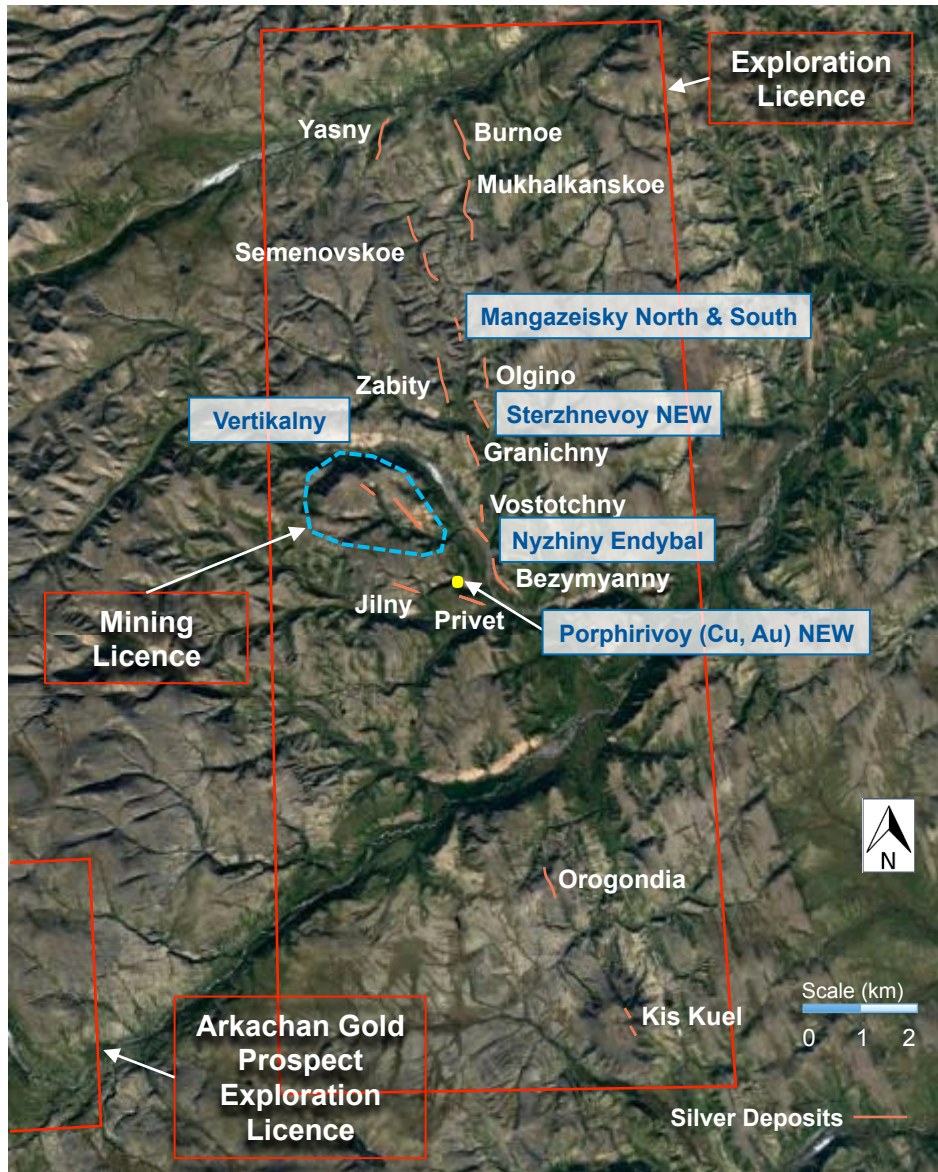 Exploration
Licence
Yasny
Burnoe
Mukhalkanskoe
Semenovskoe
Mangazeisky North & South
Zabity
Olgino
Vertikalny
Sterzhnevoy NEW
Granichny
Vostotchny
Nyzhiny Endybal
Bezymyanny
Jilny
Privet
Mining
Licence
Porphirivoy (Cu, Au) NEW
N
Orogondia
Scale (km)
0 1 2
Kis Kuel
Arkachan Gold
Prospect
Exploration
Licence
Silver Deposits